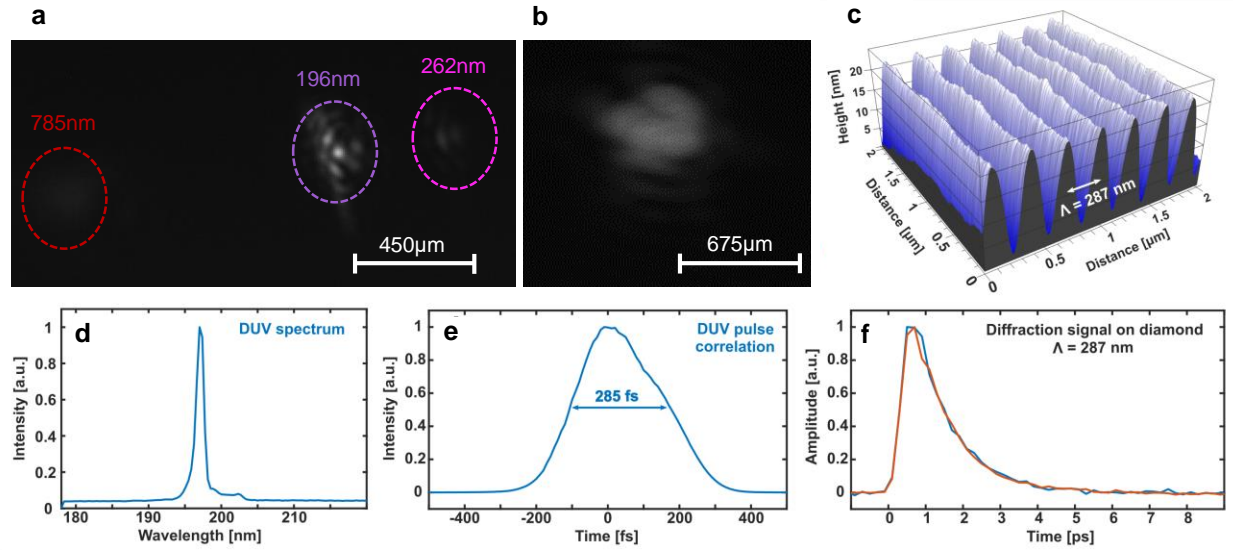 a
785nm
196nm
262nm
450µm
b
675µm
c
Height [nm]
20
15
10
5
2
1.5
1
0.5
0
Distance [µm]
Λ = 287 nm
0
0.5
1
1.5
2
Distance [µm]
d
DUV spectrum
Intensity [a.u.]
1
0.8
0.6
0.4
0.2
0
180
190
200
210
Wavelength [nm]
e
DUV pulse
correlation
285 fs
Intensity [a.u.]
1
0.8
0.6
0.4
0.2
0
-400
-200
0
200
400
Time [fs]
f
Diffraction signal on diamond
Λ = 287 nm
Amplitude [a.u.]
1
0.8
0.6
0.4
0.2
0
0
1
2
3
4
5
6
7
8
Time [ps]